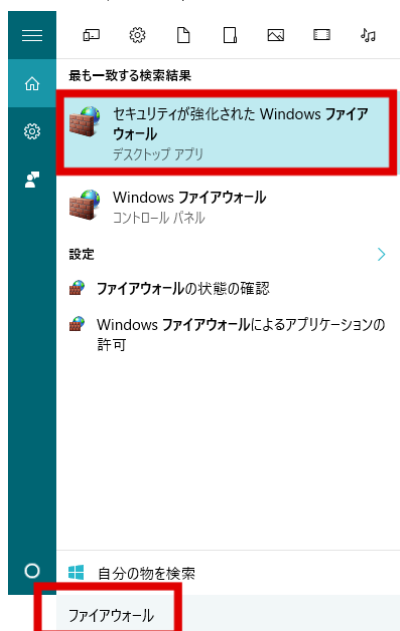 最も一致する検索結果
セキュリティが強化された Windows ファイア
ウォール
デスクトップ アプリ
Windows ファイアウォール
コントロール パネル
設定
ファイアウォールの状態の確認
Windows ファイアウォールによるアプリケーションの
許可
自分の物を検索
ファイアウォール